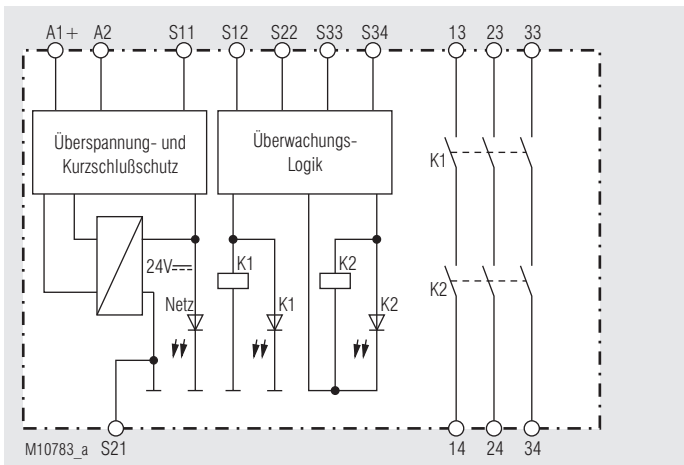 A1+ A2 S11 S12 S22 S33 S34 13 23 33
Überspannung- und
Kurzschlußschutz
Überwachungs-
Logik
K1
24V
K1
K2
K2
Netz
K1
K2
M10783_a S21 14 24 34